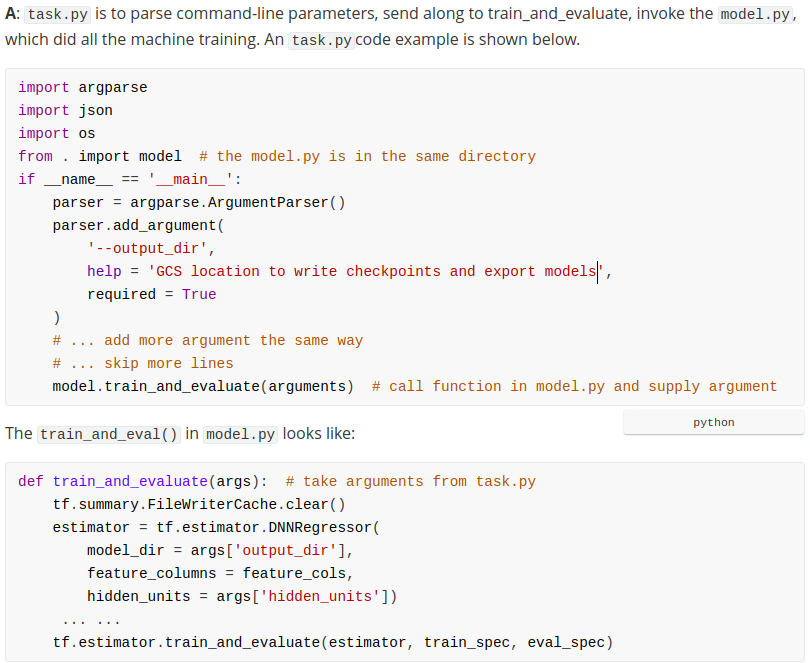 A: task.py is to parse command-line parameters, send along to train_and_evaluate, invoke the model.py,
which did all the machine training. An task.py code example is shown below.
import argparse
import json
import os
from . import model  # the model.py is in the same directory
if __name__ == '__main__':
    parser = argparse.ArgumentParser()
    parser.add_argument(
        '--output_dir',
        help = 'GCS location to write checkpoints and export models',
        required = True
    )
    # ... add more argument the same way
    # ... skip more lines
    model.train_and_evaluate(arguments)  # call function in model.py and supply argument
python
The train_and_eval() in model.py looks like:
def train_and_evaluate(args):  # take arguments from task.py
    tf.summary.FileWriterCache.clear()
    estimator = tf.estimator.DNNRegressor(
        model_dir = args['output_dir'],
        feature_columns = feature_cols,
        hidden_units = args['hidden_units'])
     ... ...
    tf.estimator.train_and_evaluate(estimator, train_spec, eval_spec)